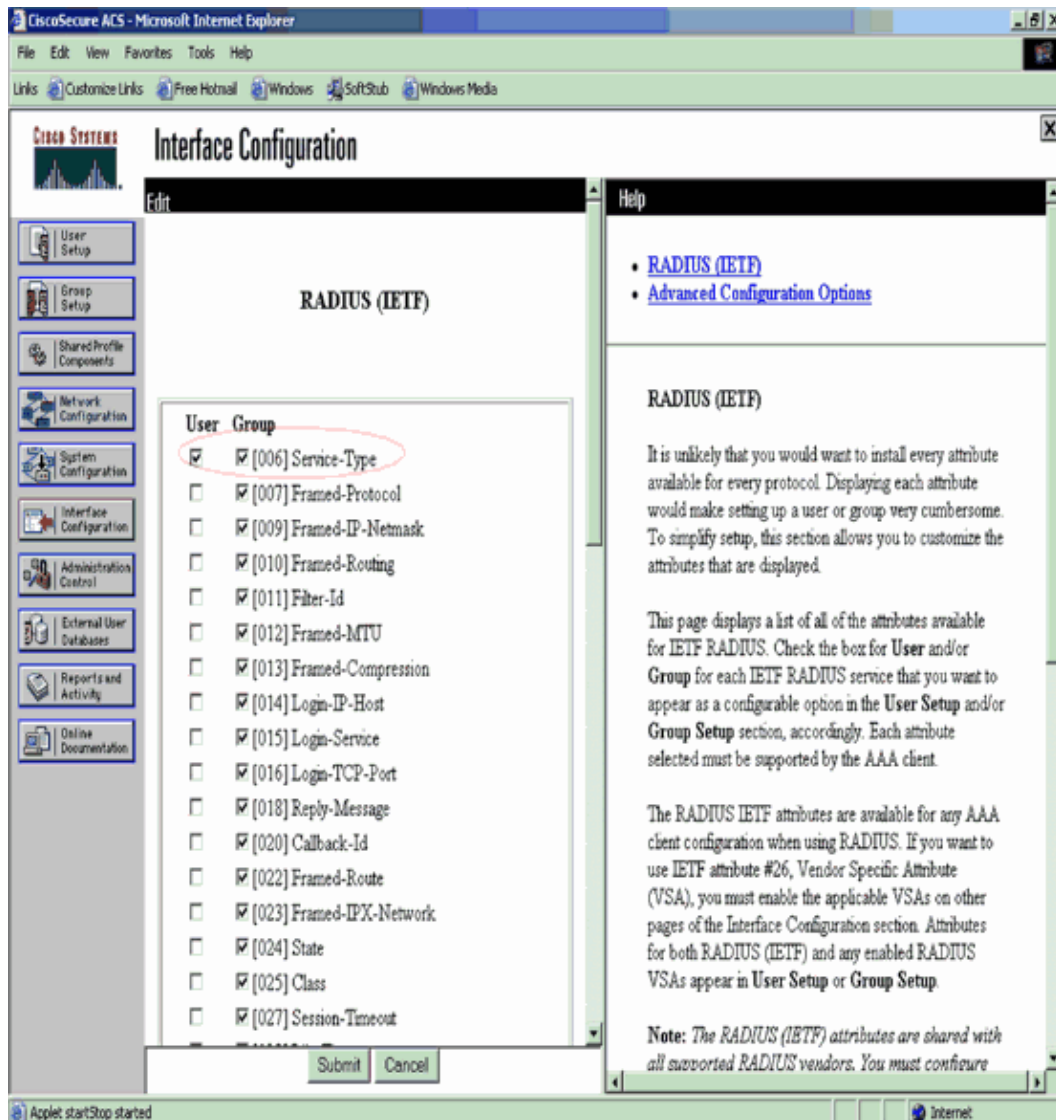 CiscoSecure ACS - Microsoft Internet Explorer
File Edit View Favorites Tools Help
Links Customize Links Free Hotmail Windows SoftStub Windows Media
CISCO SYSTEMS
Interface Configuration
Edit
User Setup
Group Setup
Shared Profile Components
Network Configuration
System Configuration
Interface Configuration
Administration Control
External User Databases
Reports and Activity
Online Documentation
RADIUS (IETF)
User Group
[006] Service-Type
[007] Framed-Protocol
[009] Framed-IP-Netmask
[010] Framed-Routing
[011] Filter-Id
[012] Framed-MTU
[013] Framed-Compression
[014] Login-IP-Host
[015] Login-Service
[016] Login-TCP-Port
[018] Reply-Message
[020] Callback-Id
[022] Framed-Route
[023] Framed-IPX-Network
[024] State
[025] Class
[027] Session-Timeout
Submit Cancel
Help
RADIUS (IETF)
Advanced Configuration Options
RADIUS (IETF)
It is unlikely that you would want to install every attribute
available for every protocol. Displaying each attribute
would make setting up a user or group very cumbersome.
To simplify setup, this section allows you to customize the
attributes that are displayed.
This page displays a list of all of the attributes available
for IETF RADIUS. Check the box for User and/or
Group for each IETF RADIUS service that you want to
appear as a configurable option in the User Setup and/or
Group Setup section, accordingly. Each attribute
selected must be supported by the AAA client.
The RADIUS IETF attributes are available for any AAA
client configuration when using RADIUS. If you want to
use IETF attribute #26, Vendor Specific Attribute
(VSA), you must enable the applicable VSAs on other
pages of the Interface Configuration section. Attributes
for both RADIUS (IETF) and any enabled RADIUS
VSAs appear in User Setup or Group Setup.
Note: The RADIUS (IETF) attributes are shared with
all supported RADIUS vendors. You must configure
Applet startStop started
Internet